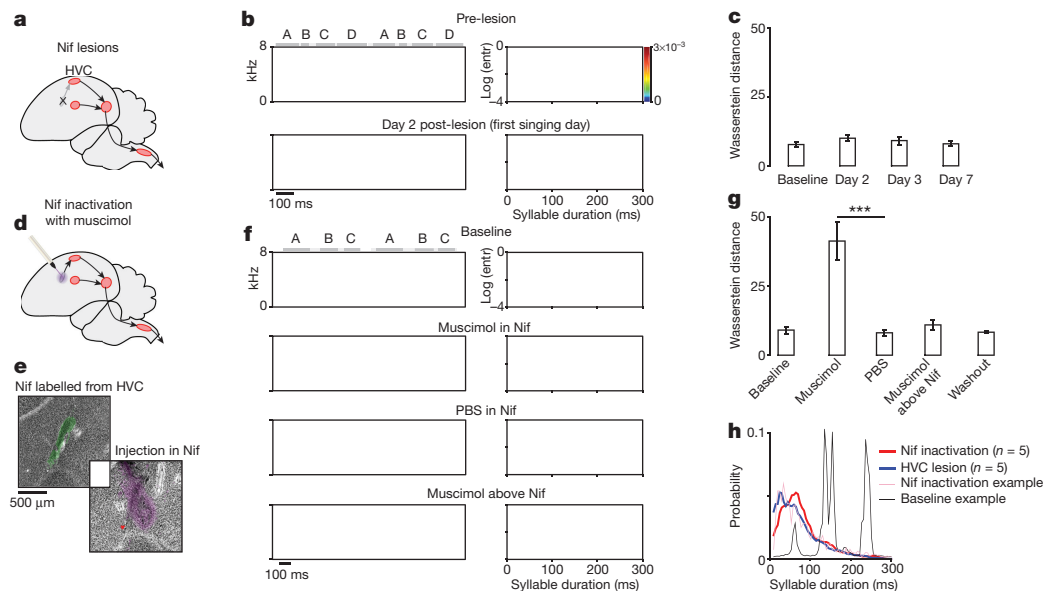 a
Nif lesions
HVC
X
b
Pre-lesion
A B C D A B C D
8
kHz
0
0
Log (entr)
−4
3×10⁻³
0
Day 2 post-lesion (first singing day)
100 ms
0 100 200 300
Syllable duration (ms)
c
50
Wasserstein distance
0
Baseline Day 2 Day 3 Day 7
d
Nif inactivation
with muscimol
e
Nif labelled from HVC
Injection in Nif
500 μm
f
Baseline
A B C A B C
8
kHz
0
0
Log (entr)
−4
Muscimol in Nif
PBS in Nif
Muscimol above Nif
100 ms
0 100 200 300
Syllable duration (ms)
g
50
Wasserstein distance
0
***
Baseline
Muscimol
PBS
Muscimol
above Nif
Washout
h
0.1
Probability
0
0 100 200 300
Syllable duration (ms)
Nif inactivation (n = 5)
HVC lesion (n = 5)
Nif inactivation example
Baseline example